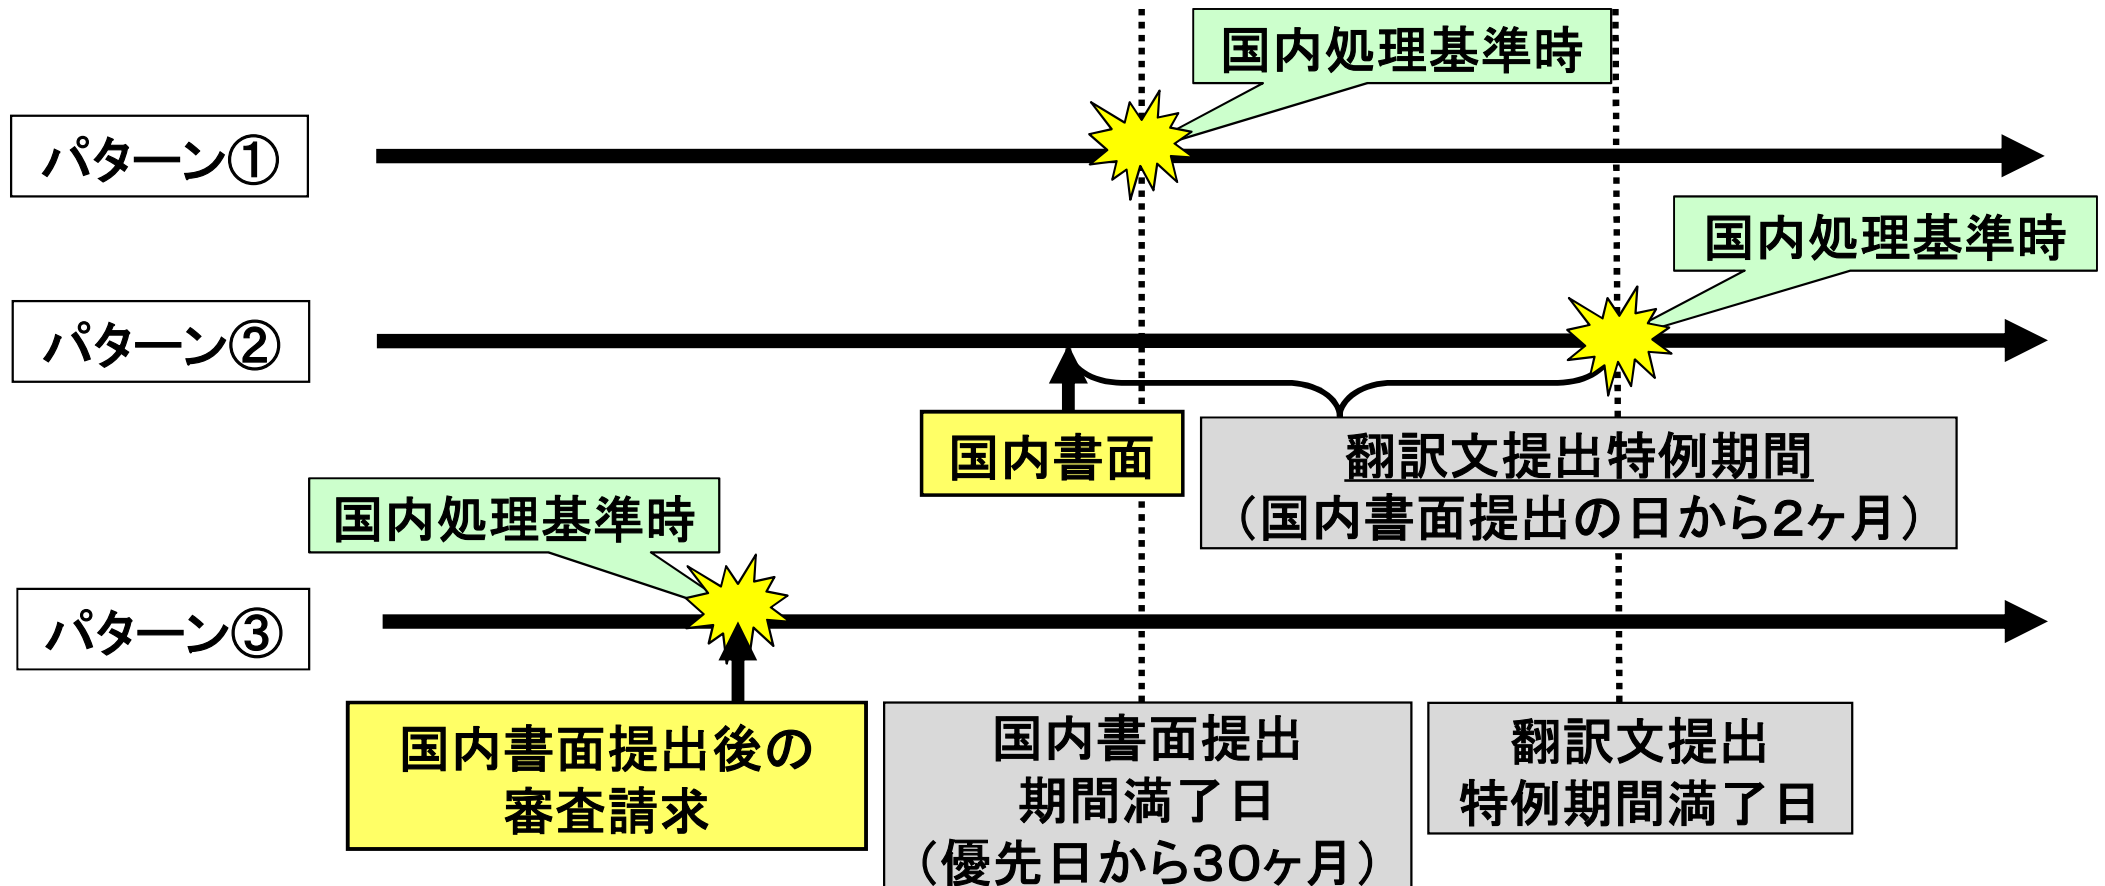 国内処理基準時
パターン①
国内処理基準時
パターン②
国内書面
翻訳文提出特例期間
（国内書面提出の日から２ヶ月）
国内処理基準時
パターン③
国内書面提出後の
審査請求
国内書面提出
期間満了日
（優先日から３０ヶ月）
翻訳文提出
特例期間満了日